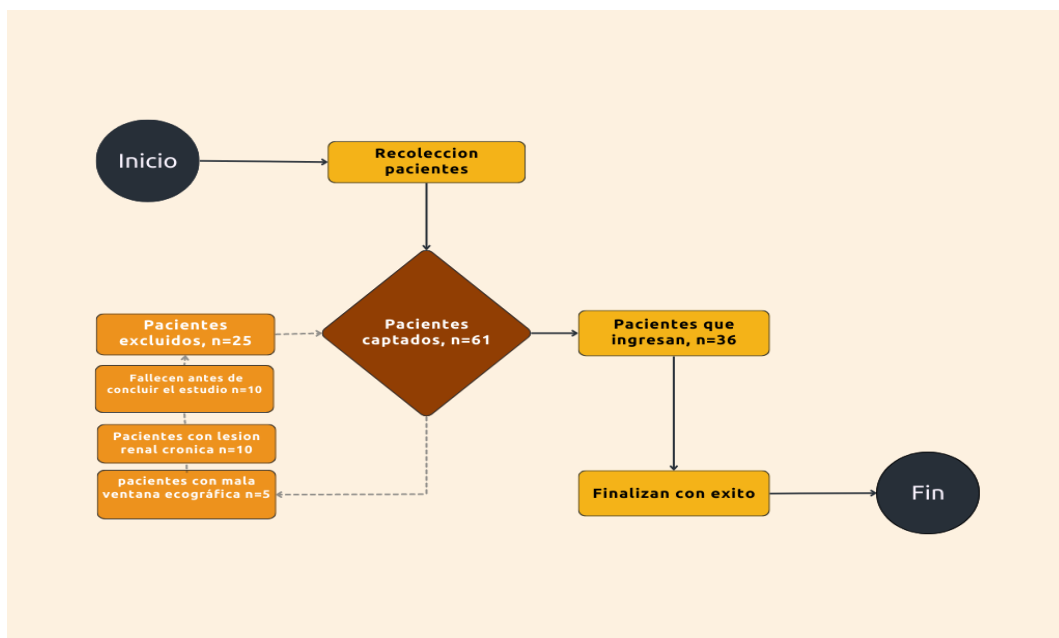 Inicio
Recoleccion
pacientes
Pacientes
captados, n=61
Pacientes
excluidos, n=25
Fallecen antes de
concluir el estudio n=10
Pacientes con lesion
renal cronica n=10
pacientes con mala
ventana ecográfica n=5
Pacientes que
ingresan, n=36
Finalizan con exito
Fin